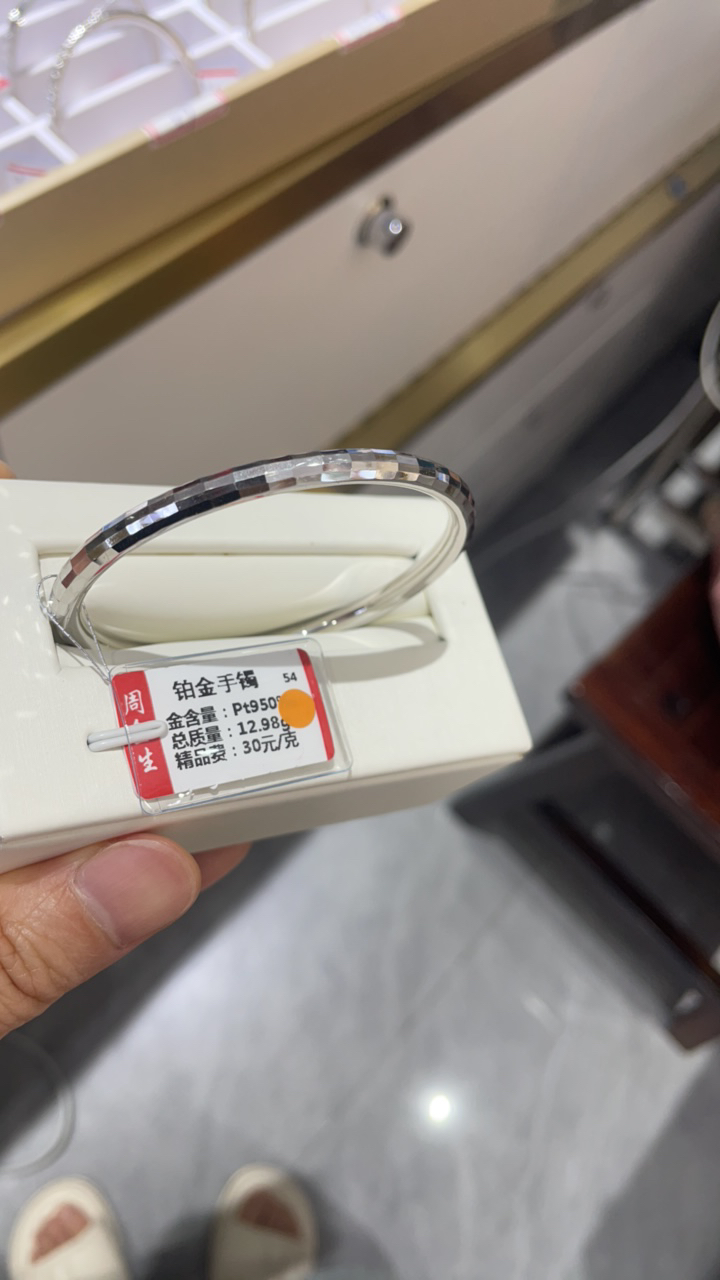 铂金手镯
54
金含量：Pt950
总质量：12.98g
精品费：30元/克
周
生